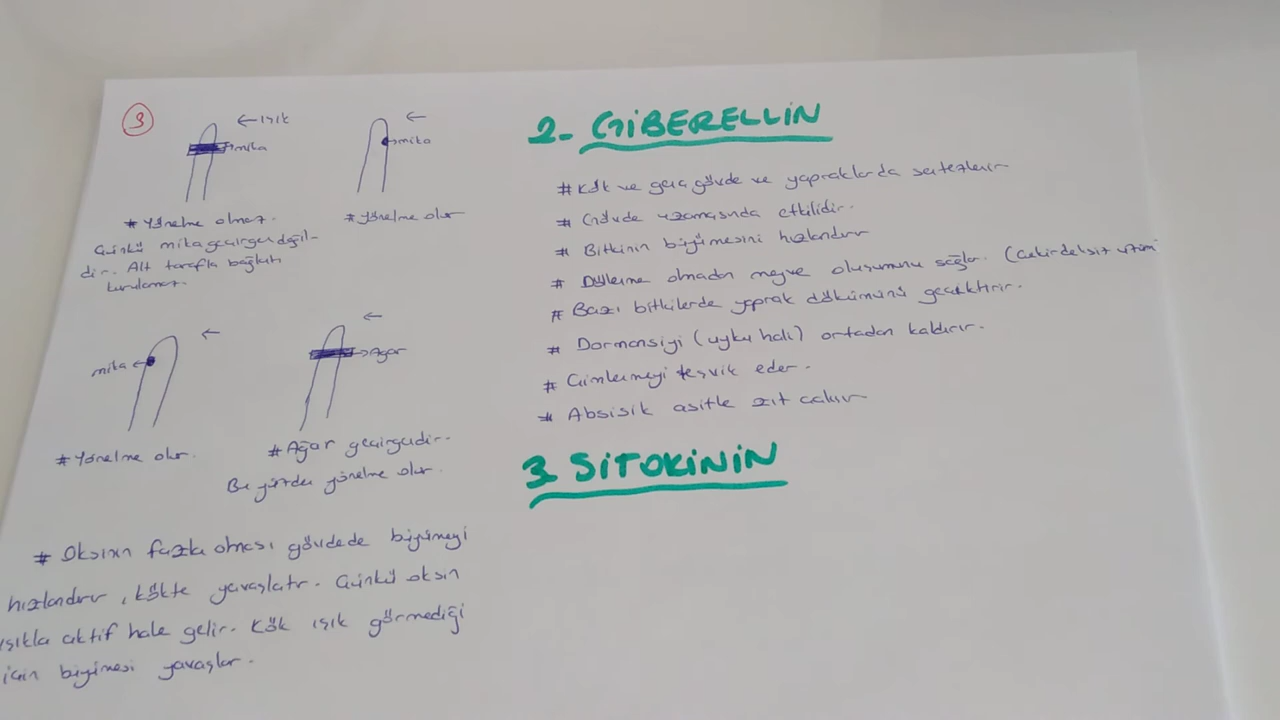 3
←Işık
mika
* Yönelme olmaz.
Çünkü mika geçirgen değil-
dir. Alt tarafla bağlantı
kurulamaz.
←
mika
* Yönelme olur
←
mika
* Yönelme olur.
←
Ağar
* Ağar geçirgendir.
Bu yüzden yönelme olur.
* Oksinin fazla olması gövdede büyümeyi
hızlandırır, kökte yavaşlatır. Çünkü oksin
ışıkla aktif hale gelir. Kök ışık görmediği
için büyümesi yavaşlar.
2- GİBERELLİN
* Kök ve genç gövde ve yapraklarda sentezlenir
* Gövde uzamasında etkilidir.
* Bitkinin büyümesini hızlandırır
* Döllenme olmadan meyve oluşumunu sağlar. (Çekirdeksiz üzüm
* Bazı bitkilerde yaprak dökümünü geciktirir.
* Dormansiyi (uyku hali) ortadan kaldırır.
* Çimlenmeyi teşvik eder.
* Absisik asitle zıt çalışır
3. SİTOKİNİN